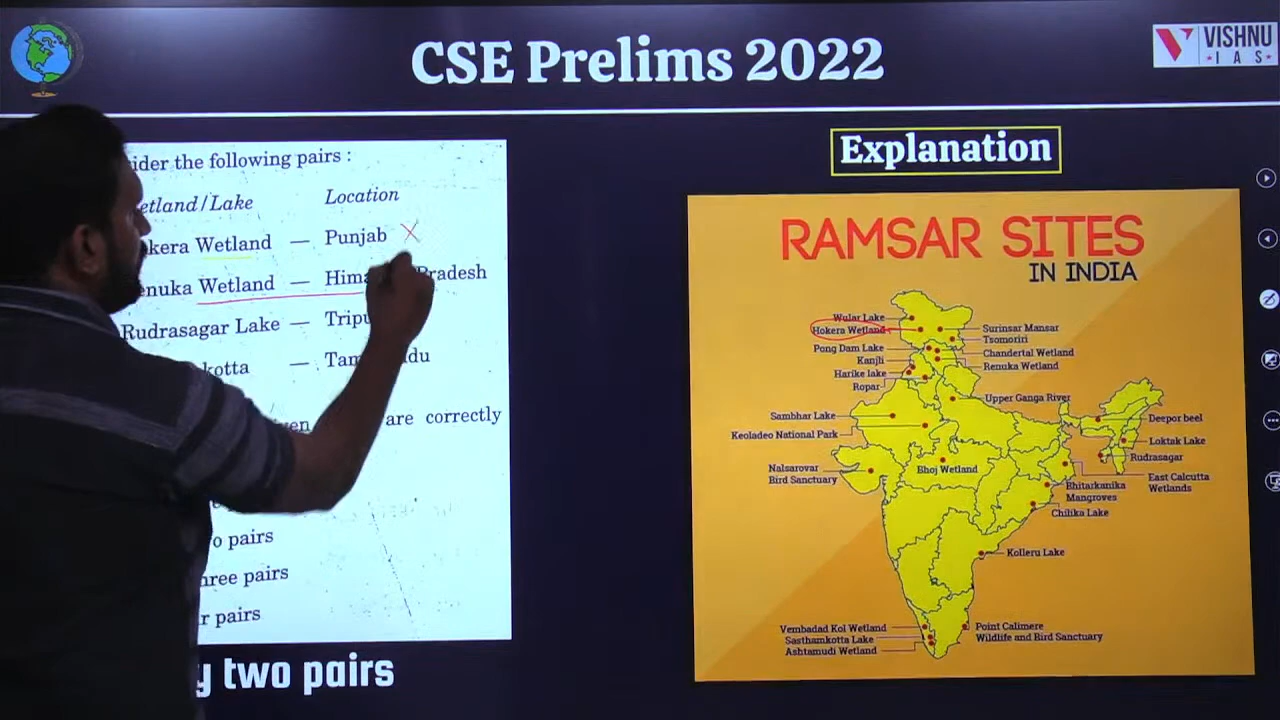 CSE Prelims 2022
VISHNU
IAS
ider the following pairs :
etland/Lake Location
kera Wetland — Punjab
enuka Wetland — Hima Pradesh
Rudrasagar Lake — Trip
kotta — Tam du
are correctly
o pairs
hree pairs
r pairs
y two pairs
Explanation
RAMSAR SITES
IN INDIA
Wular Lake
Hokera Wetland
Surinsar Mansar
Tsomoriri
Pong Dam Lake
Chandertal Wetland
Kanjli
Renuka Wetland
Harike lake
Ropar
Upper Ganga River
Sambhar Lake
Deepor beel
Keoladeo National Park
Loktak Lake
Rudrasagar
Nalsarovar
Bird Sanctuary
Bhoj Wetland
East Calcutta
Wetlands
Bhitarkanika
Mangroves
Chilika Lake
Kolleru Lake
Vembadad Kol Wetland
Sasthamkotta Lake
Ashtamudi Wetland
Point Calimere
Wildlife and Bird Sanctuary